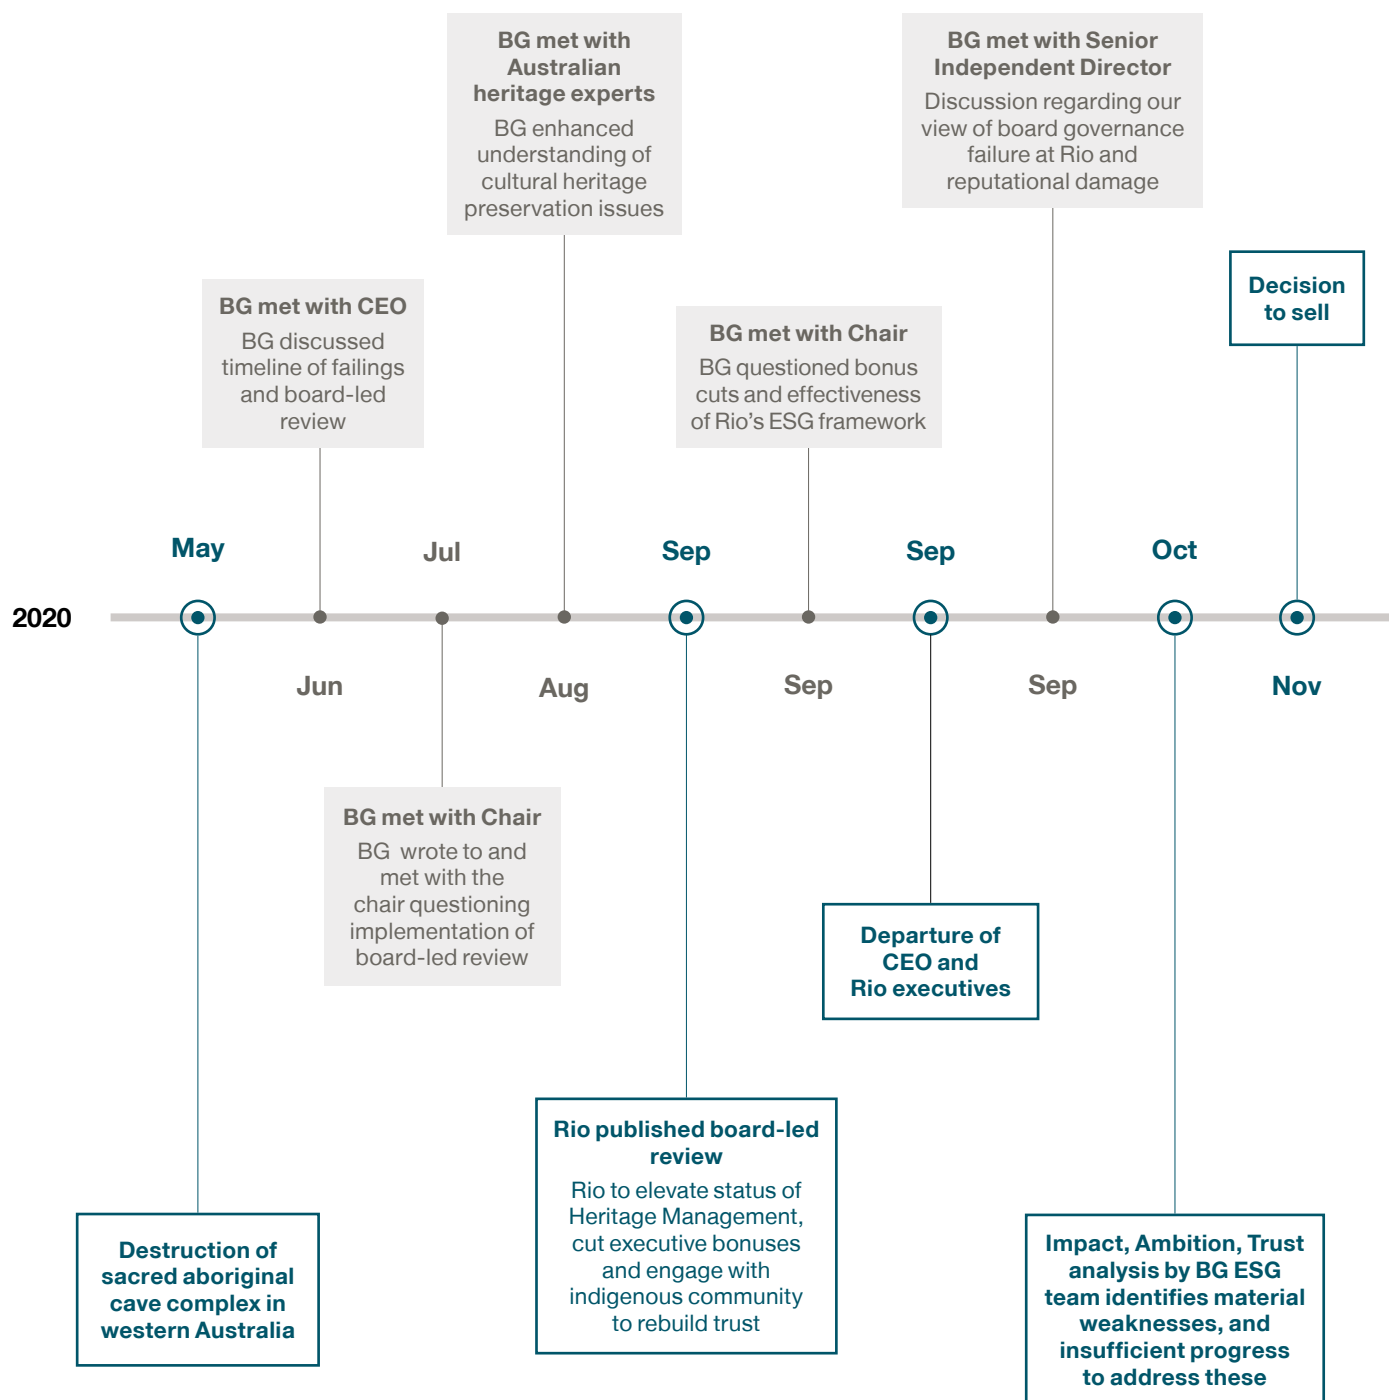 BG met with
Australian
heritage experts
BG enhanced
understanding of
cultural heritage
preservation issues
BG met with Senior
Independent Director
Discussion regarding our
view of board governance
failure at Rio and
reputational damage
Decision
to sell
BG met with CEO
BG discussed
timeline of failings
and board-led
review
BG met with Chair
BG questioned bonus
cuts and effectiveness
of Rio’s ESG framework
May
Jul
Sep
Sep
Oct
2020
Jun
Aug
Sep
Sep
Nov
BG met with Chair
BG wrote to and
met with the
chair questioning
implementation of
board-led review
Departure of
CEO and
Rio executives
Rio published board-led
review
Rio to elevate status of
Heritage Management,
cut executive bonuses
and engage with
indigenous community
to rebuild trust
Destruction of
sacred aboriginal
cave complex in
western Australia
Impact, Ambition, Trust
analysis by BG ESG
team identifies material
weaknesses, and
insufficient progress
to address these